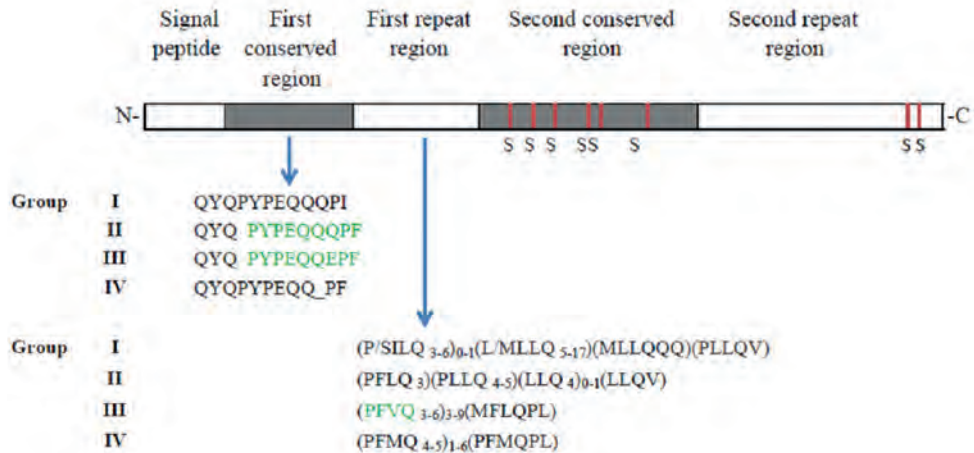 Signal peptide
First conserved region
First repeat region
Second conserved region
Second repeat region
N- -C
S S S SS S S S
Group I QYQPYPEQQQPI
II QYQ PYPEQQQPF
III QYQ PYPEQQEPF
IV QYQPYPEQQ_PF
Group I (P/SILQ 3-6)0-1(L/MLLQ 5-17)(MLLQQQ)(PLLQV)
II (PFLQ 3)(PLLQ 4-5)(LLQ 4)0-1(LLQV)
III (PFVQ 3-6)3-9(MFLQPL)
IV (PFMQ 4-5)1-6(PFMQPL)